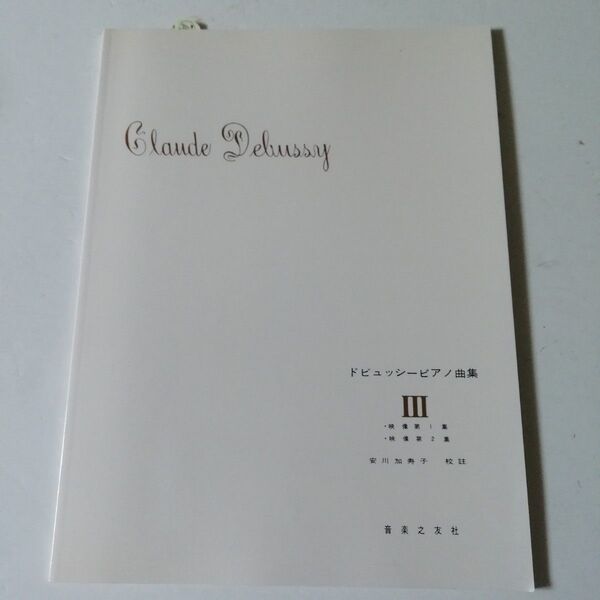 Claude Debussy
ドビュッシーピアノ曲集
III
・映像第1集
・映像第2集
安川加寿子 校註
音楽之友社